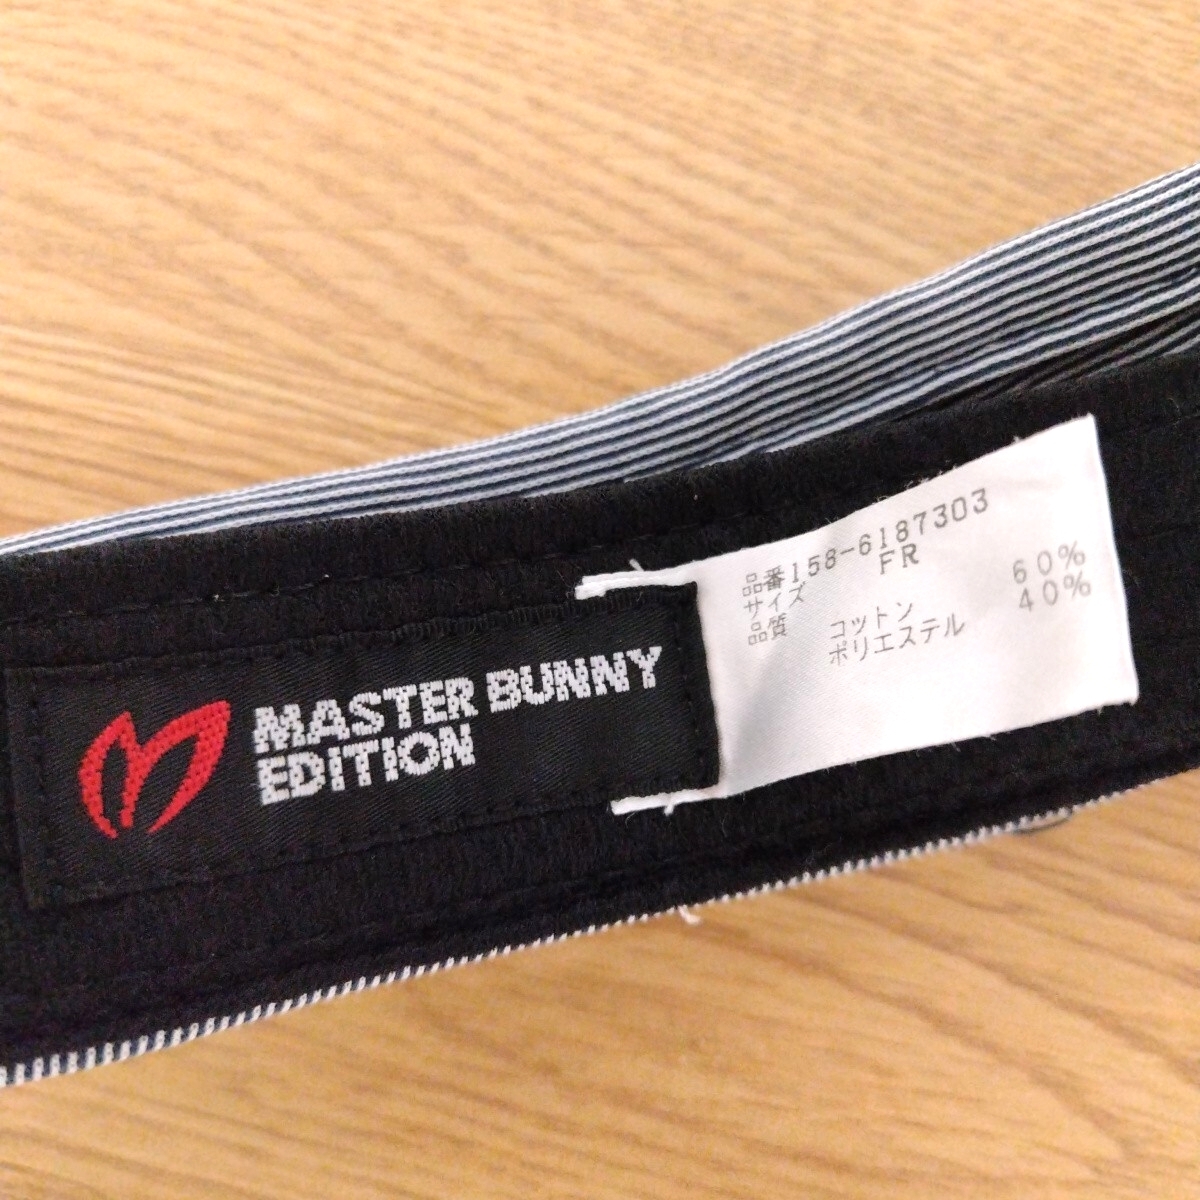 MASTER BUNNY
EDITION
品番158-6187303
サイズ FR
品質 コットン 60%
ポリエステル 40%